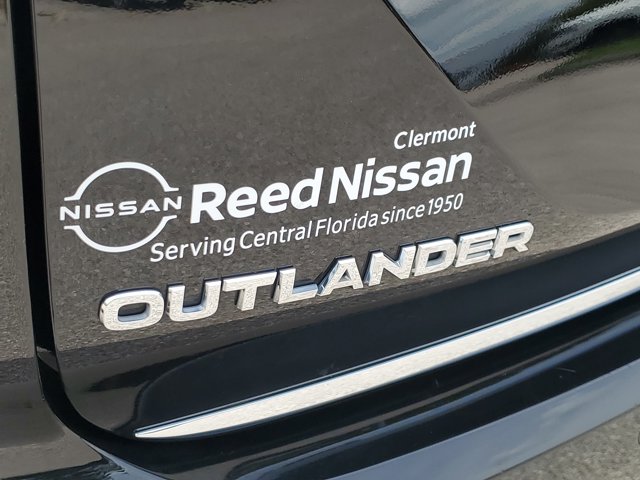 Clermont
NISSAN Reed Nissan
Serving Central Florida since 1950
OUTLANDER